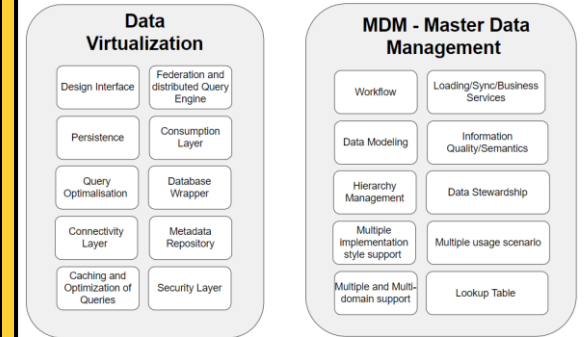 Data
Virtualization
Design Interface
Federation and
distributed Query
Engine
Persistence
Consumption
Layer
Query
Optimalisation
Database
Wrapper
Connectivity
Layer
Metadata
Repository
Caching and
Optimization of
Queries
Security Layer
MDM - Master Data
Management
Workflow
Loading/Sync/Business
Services
Data Modeling
Information
Quality/Semantics
Hierarchy
Management
Data Stewardship
Multiple
implementation
style support
Multiple usage scenario
Multiple and Multi-
domain support
Lookup Table